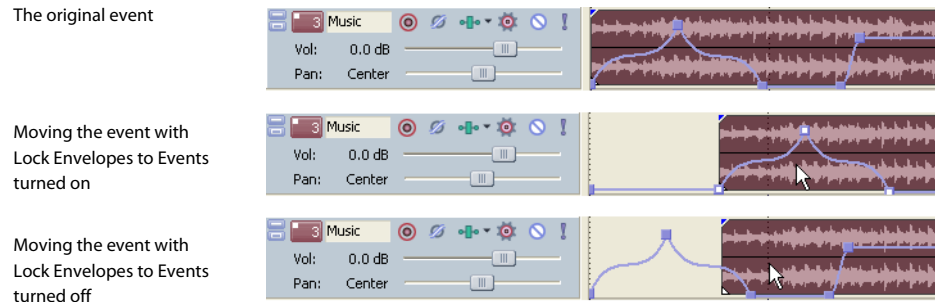 The original event
3 Music
Vol: 0.0 dB
Pan: Center
Moving the event with
Lock Envelopes to Events
turned on
3 Music
Vol: 0.0 dB
Pan: Center
Moving the event with
Lock Envelopes to Events
turned off
3 Music
Vol: 0.0 dB
Pan: Center